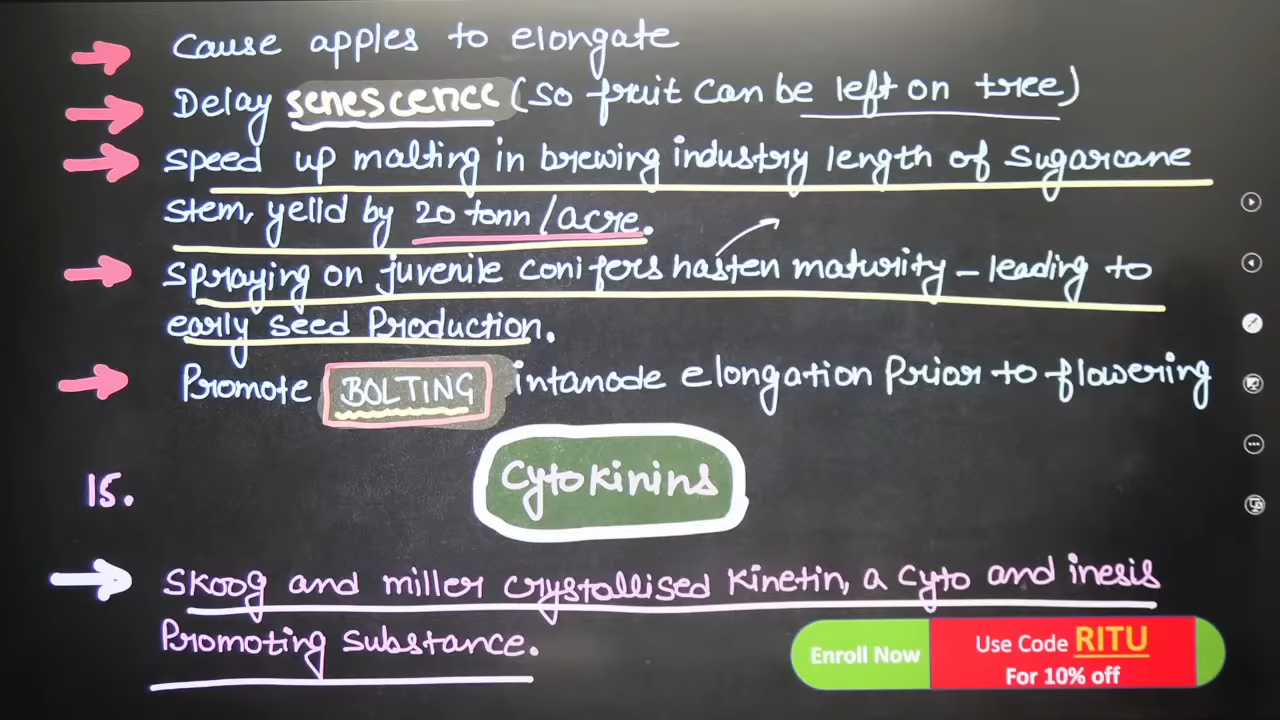 Cause apples to elongate
Delay senescence (so fruit can be left on tree)
Speed up malting in brewing industry length of sugarcane
stem, yelld by 20 tonn/acre.
Spraying on juvenile conifers hasten maturity - leading to
early seed Production.
Promote BOLTING intanode elongation Prior to flowering
15. Cytokinins
Skoog and miller crystallised Kinetin, a cyto and inesis
Promoting substance.
Enroll Now
Use Code RITU
For 10% off